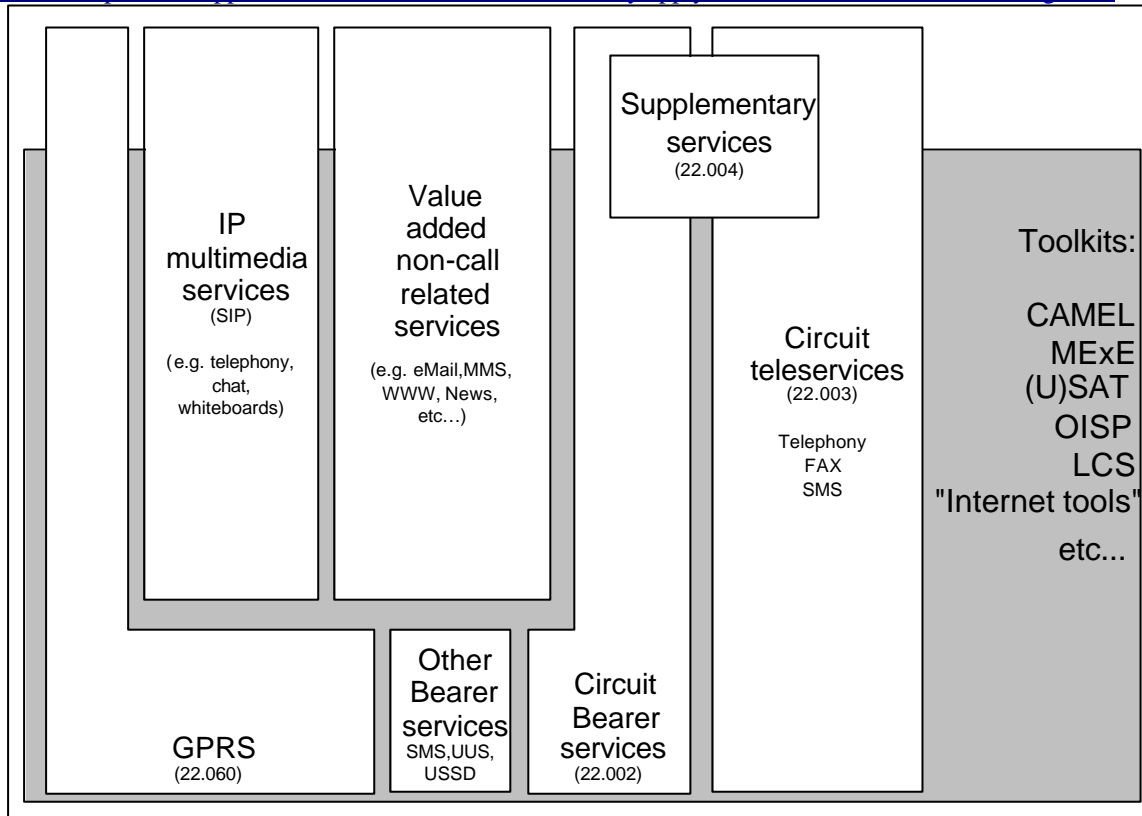 IP
multimedia
services
(SIP)
(e.g. telephony,
chat,
whiteboards)
Value
added
non-call
related
services
(e.g. eMail,MMS,
WWW, News,
etc…)
Supplementary
services
(22.004)
Circuit
teleservices
(22.003)
Telephony
FAX
SMS
Toolkits:
CAMEL
MExE
(U)SAT
OISP
LCS
"Internet tools"
etc...
GPRS
(22.060)
Other
Bearer
services
SMS,UUS,
USSD
Circuit
Bearer
services
(22.002)